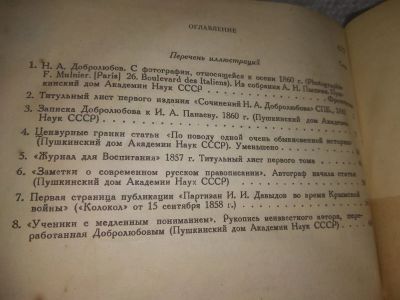 ОГЛАВЛЕНИЕ
Перечень иллюстраций
1. Н. А. Добролюбов. С фотографии, относящейся к осени 1860 г. (Photographie
F. Mulnier. [Paris] 26. Boulevard des Italiens). Из собрания А. Н. Пыпина.
кинский дом Академии Наук СССР)
2. Титульный лист первого издания «Сочинений Н. А. Добролюбова» СПБ.,
3. Записка Добролюбова к И. А. Панаеву. 1860 г. (Пушкинский дом Академии
Наук СССР)
4. Цензурные гранки статьи «По поводу одной очень обыкновенной истории»
(Пушкинский дом Академии Наук СССР). Уменьшено
5. «Журнал для Воспитания» 1857 г. Титульный лист первого тома
6. «Заметки о современном русском правописании». Автограф начала статьи
(Пушкинский дом Академии Наук СССР)
7. Первая страница публикации «Партизан И. И. Давыдов во время Крымской
войны» («Колокол» от 15 сентября 1858 г.)
8. «Ученики с медленным пониманием». Рукопись неизвестного автора, пере-
работанная Добролюбовым (Пушкинский дом Академии Наук СССР)